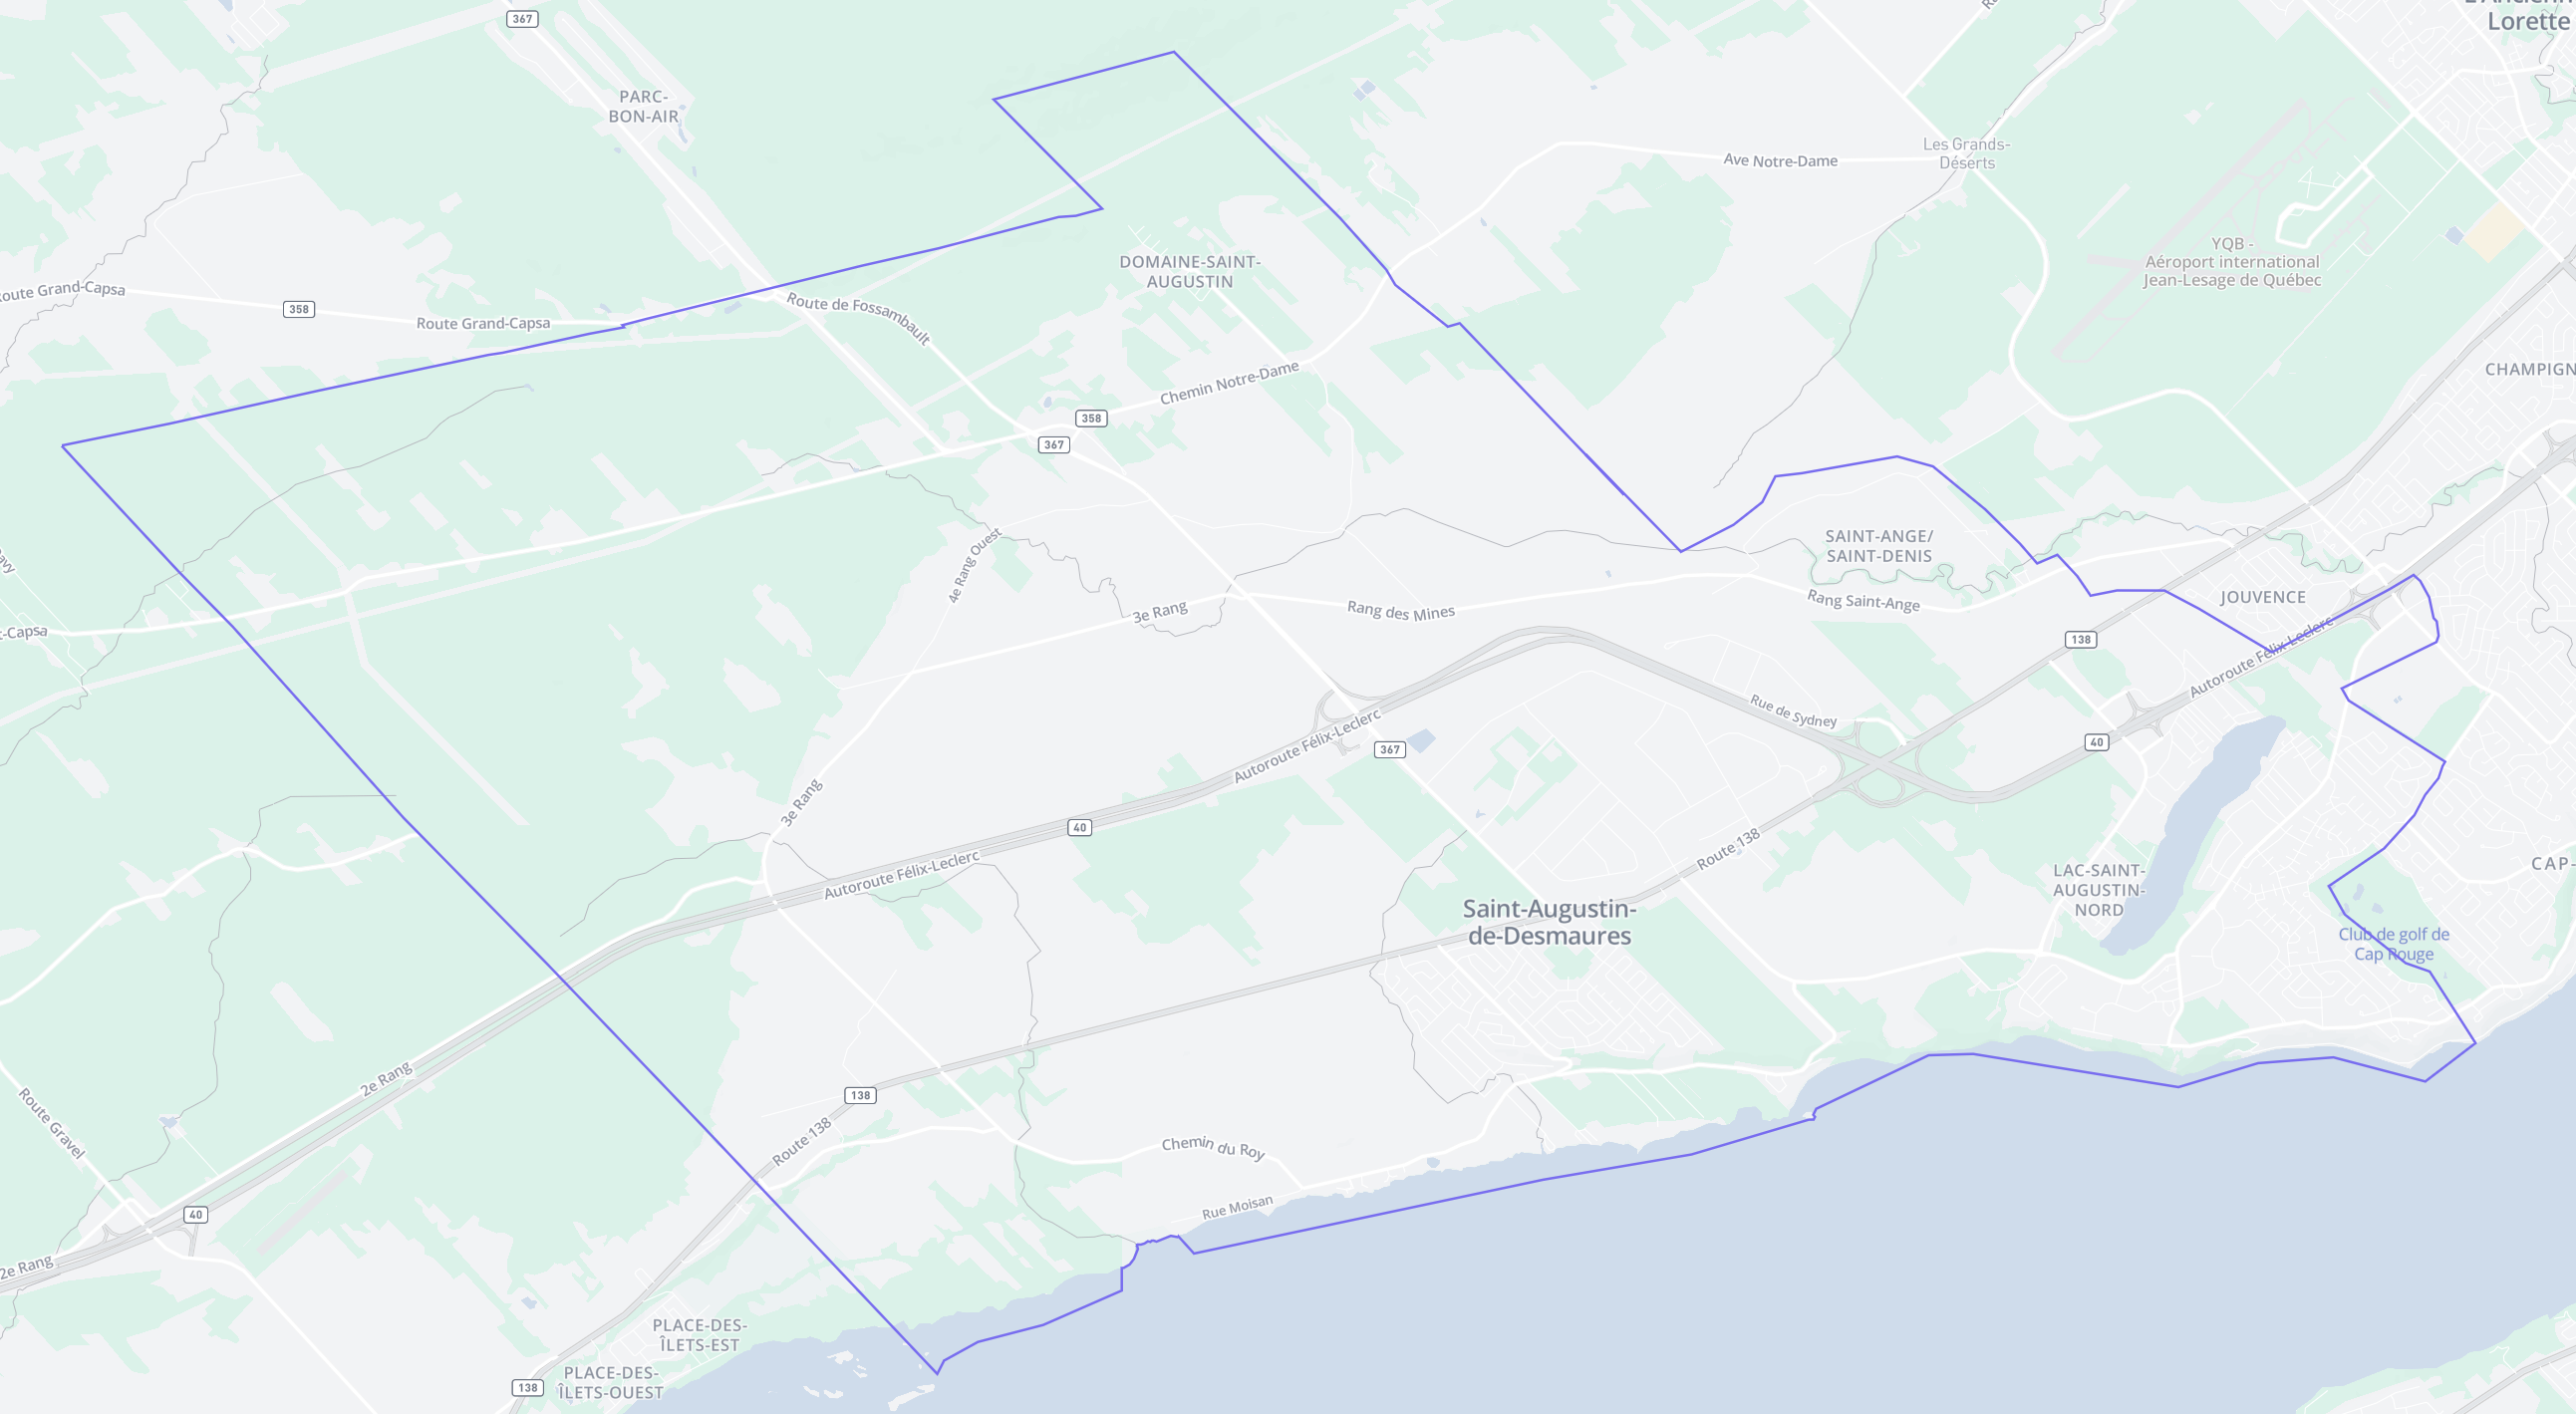 367
L'Ancienne-
Lorette
PARC-
BON-AIR
Les Grands-
Déserts
Ave Notre-Dame
YQB -
Aéroport international
Jean-Lesage de Québec
DOMAINE-SAINT-
AUGUSTIN
Route Grand-Capsa
358
Route Grand-Capsa
Route de Fossambault
CHAMPIGN
Chemin Notre-Dame
358
367
4e Rang Ouest
SAINT-ANGE/
SAINT-DENIS
3e Rang
Rang des Mines
Rang Saint-Ange
JOUVENCE
t-Capsa
138
Autoroute Félix-Leclerc
Autoroute Félix-Leclerc
Rue de Sydney
Autoroute Félix-Leclerc
367
40
3e Rang
40
Route 138
Autoroute Félix-Leclerc
LAC-SAINT-
AUGUSTIN-
NORD
CAP-
Saint-Augustin-
de-Desmaures
Club de golf de
Cap Rouge
2e Rang
138
Route Gravel
Route 138
Chemin du Roy
Rue Moisan
40
2e Rang
PLACE-DES-
ÎLETS-EST
PLACE-DES-
ÎLETS-OUEST
138